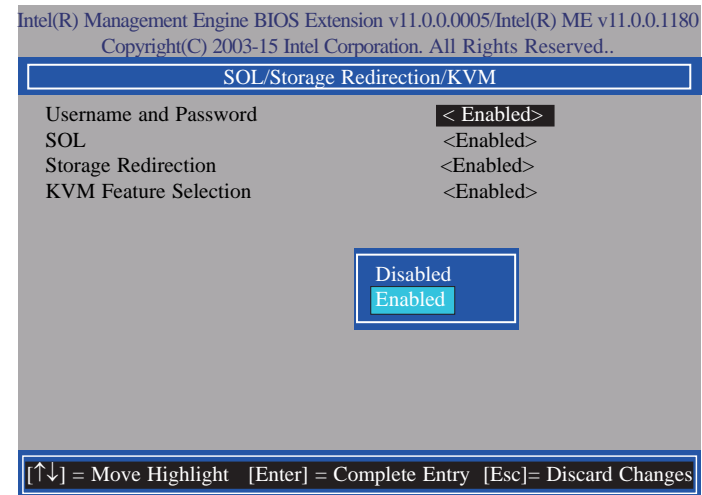 Intel(R) Management Engine BIOS Extension v11.0.0.0005/Intel(R) ME v11.0.0.1180
Copyright(C) 2003-15 Intel Corporation. All Rights Reserved..
SOL/Storage Redirection/KVM
Username and Password < Enabled>
SOL <Enabled>
Storage Redirection <Enabled>
KVM Feature Selection <Enabled>
Disabled
Enabled
[↑↓] = Move Highlight [Enter] = Complete Entry [Esc]= Discard Changes